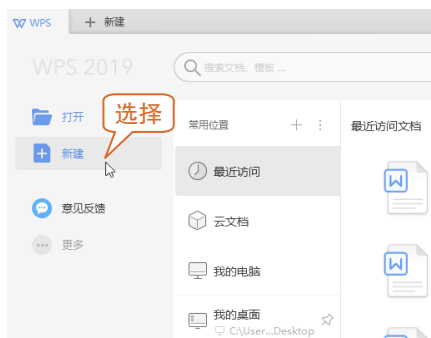 WPS
新建
WPS 2019
搜索文档、模板 ...
打开
选择
新建
意见反馈
更多
常用位置
最近访问
云文档
我的电脑
我的桌面
C:\User...Desktop
最近访问文档